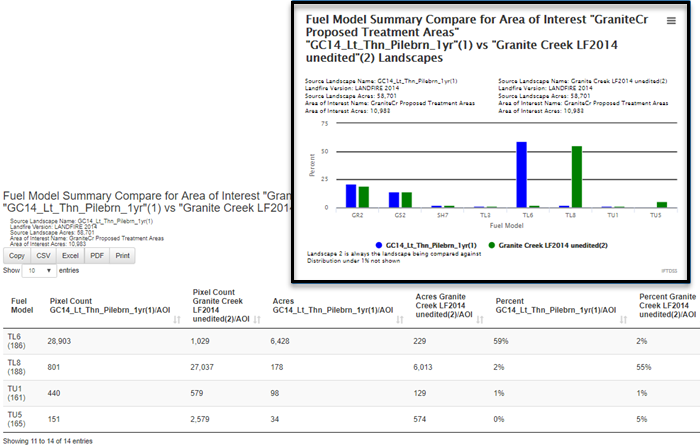 Fuel Model Summary Compare for Area of Interest "GraniteCr
Proposed Treatment Areas"
"GC14_Lt_Thn_Pilebrn_1yr"(1) vs "Granite Creek LF2014
unedited"(2) Landscapes
Source Landscape Name: GC14_Lt_Thn_Pilebrn_1yr(1)
Landfire Version: LANDFIRE 2014
Source Landscape Acres: 58,701
Area of Interest Name: GraniteCr Proposed Treatment Areas
Area of Interest Acres: 10,983
Source Landscape Name: Granite Creek LF2014 unedited(2)
Landfire Version: LANDFIRE 2014
Source Landscape Acres: 58,701
Area of Interest Name: GraniteCr Proposed Treatment Areas
Area of Interest Acres: 10,983
75
50
25
0
Percent
GR2 GS2 SH7 TL3 TL6 TL8 TU1 TU5
Fuel Model
GC14_Lt_Thn_Pilebrn_1yr(1) Granite Creek LF2014 unedited(2)
Landscape 2 is always the landscape being compared against
Distribution under 1% not shown
IFTDSS
Fuel Model Summary Compare for Area of Interest "Gran
"GC14_Lt_Thn_Pilebrn_1yr"(1) vs "Granite Creek LF2014
Source Landscape Name: GC14_Lt_Thn_Pilebrn_1yr(1)
Landfire Version: LANDFIRE 2014
Source Landscape Acres: 58,701
Area of Interest Name: GraniteCr Proposed Treatment Areas
Area of Interest Acres: 10,983
Copy CSV Excel PDF Print
Show 10 entries
Fuel Model Pixel Count GC14_Lt_Thn_Pilebrn_1yr(1)/AOI Pixel Count Granite Creek LF2014 unedited(2)/AOI Acres GC14_Lt_Thn_Pilebrn_1yr(1)/AOI Acres Granite Creek LF2014 unedited(2)/AOI Percent GC14_Lt_Thn_Pilebrn_1yr(1)/AOI Percent Granite Creek LF2014 unedited(2)/AOI
TL6 (186) 28,903 1,029 6,428 229 59% 2%
TL8 (188) 801 27,037 178 6,013 2% 55%
TU1 (161) 440 579 98 129 1% 1%
TU5 (165) 151 2,579 34 574 0% 5%
Showing 11 to 14 of 14 entries